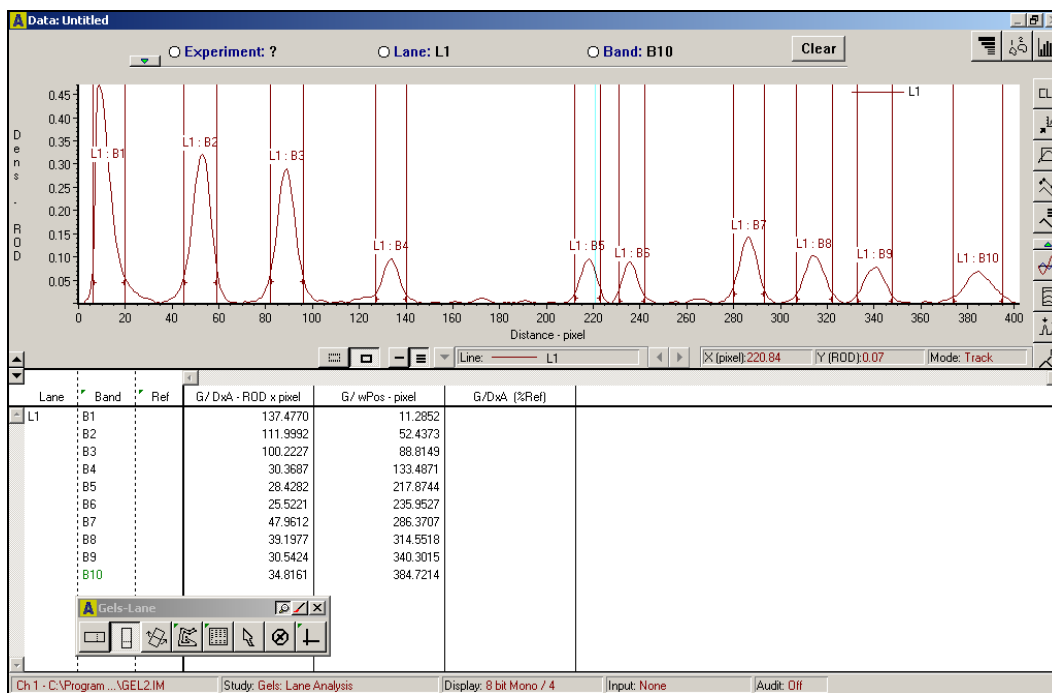 Data: Untitled
Experiment: ? Lane: L1 Band: B10 Clear
Dens - ROD
0.45
0.40
0.35
0.30
0.25
0.20
0.15
0.10
0.05
L1
L1 : B1
L1 : B2
L1 : B3
L1 : B4
L1 : B5
L1 : B6
L1 : B7
L1 : B8
L1 : B9
L1 : B10
CL
0 20 40 60 80 100 120 140 160 180 200 220 240 260 280 300 320 340 360 380 400
Distance - pixel
Line: L1 X (pixel):220.84 Y (ROD):0.07 Mode: Track
Lane Band Ref G/ DxA - ROD x pixel G/ wPos - pixel G/DxA (%Ref)
L1 B1 137.4770 11.2852
B2 111.9992 52.4373
B3 100.2227 88.8149
B4 30.3687 133.4871
B5 28.4282 217.8744
B6 25.5221 235.9527
B7 47.9612 286.3707
B8 39.1977 314.5518
B9 30.5424 340.3015
B10 34.8161 384.7214
Gels-Lane
Ch 1 - C:\Program ...\GEL2.IM Study: Gels: Lane Analysis Display: 8 bit Mono / 4 Input: None Audit: Off